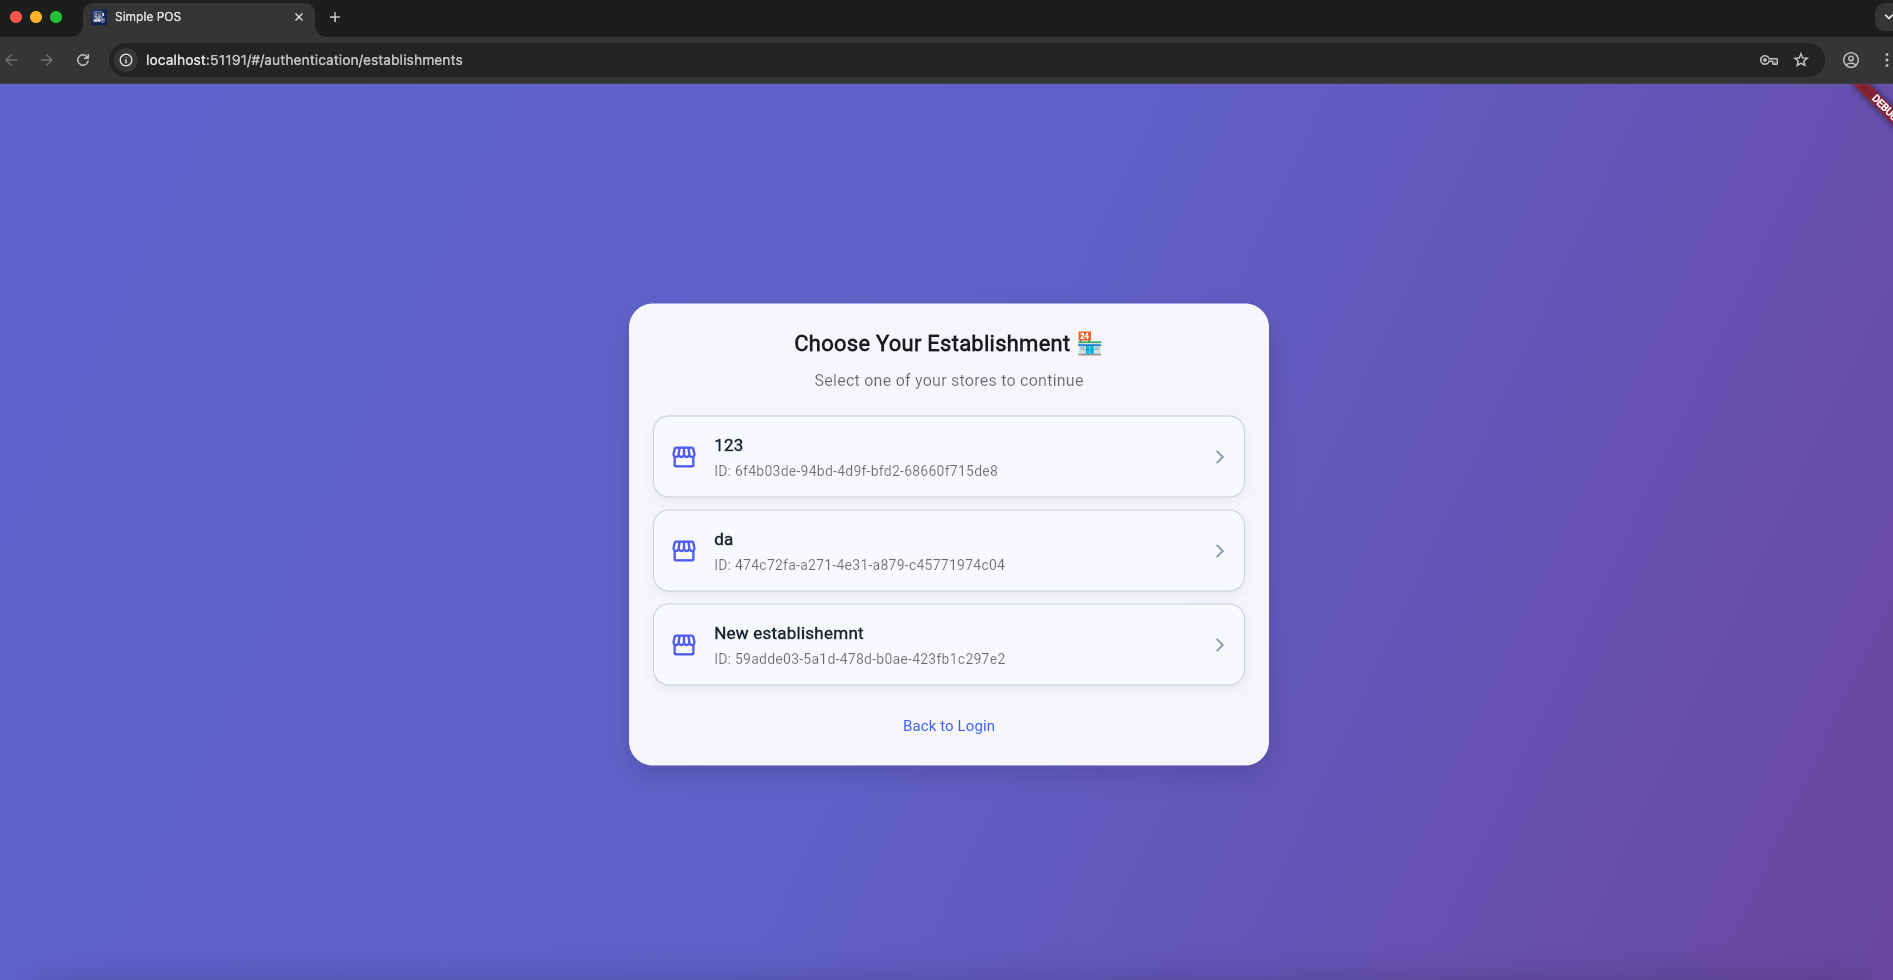 Simple POS
localhost:51191/#/authentication/establishments
DEBUG
Choose Your Establishment 🏪
Select one of your stores to continue
123
ID: 6f4b03de-94bd-4d9f-bfd2-68660f715de8
da
ID: 474c72fa-a271-4e31-a879-c45771974c04
New establishemnt
ID: 59adde03-5a1d-478d-b0ae-423fb1c297e2
Back to Login